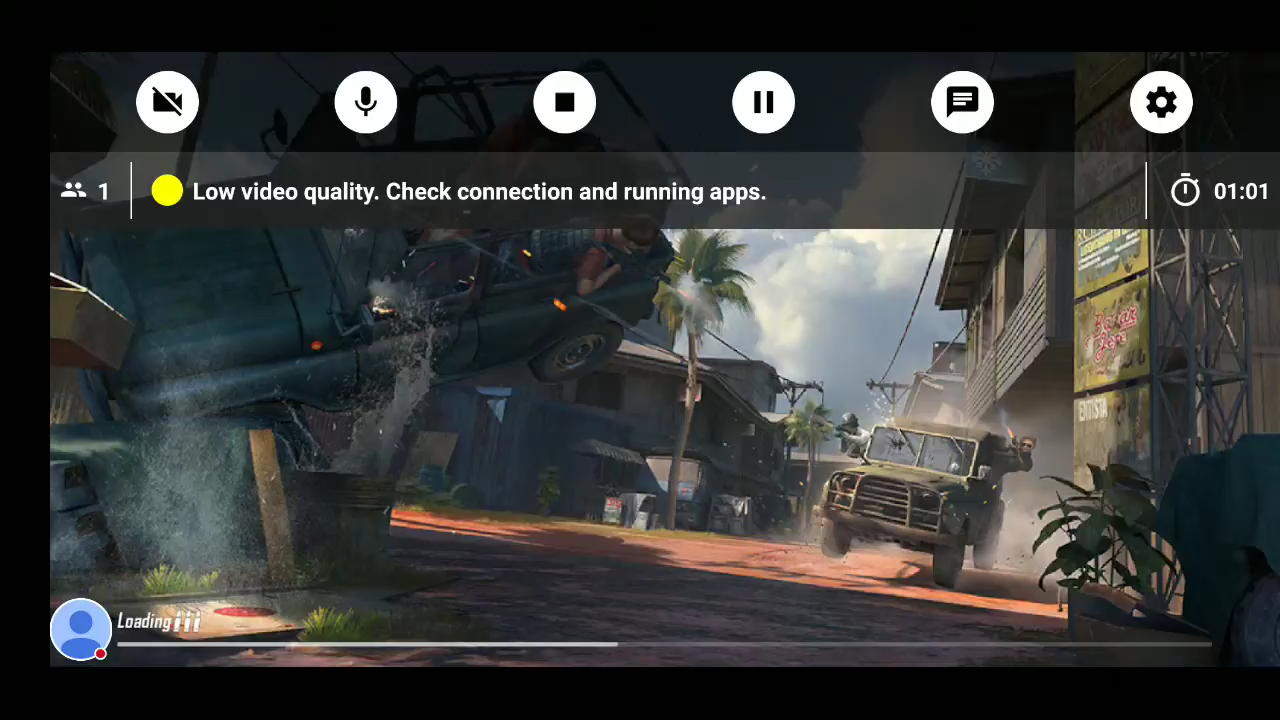 1
Low video quality. Check connection and running apps.
01:01
Loading